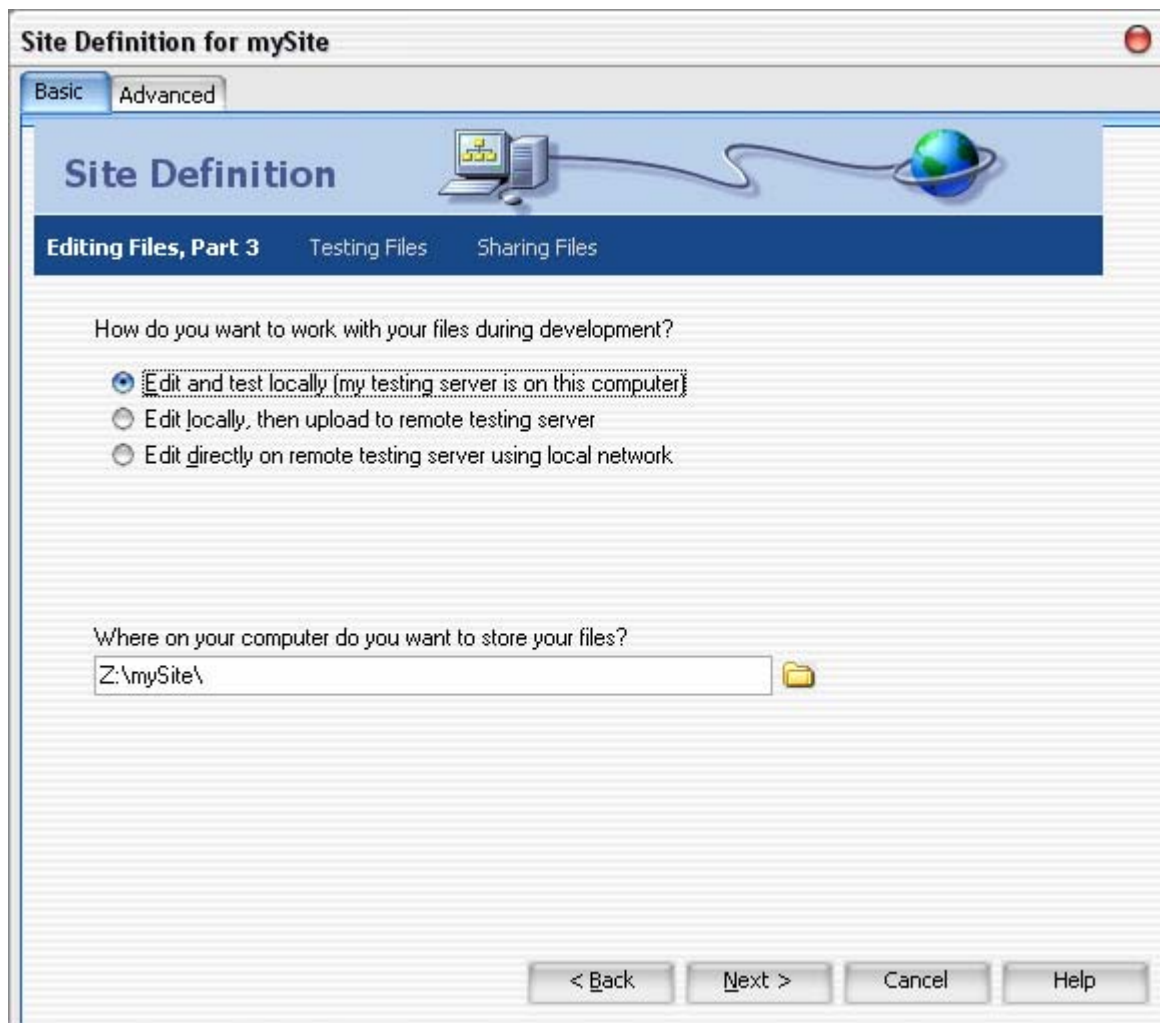 Site Definition for mySite
Basic Advanced
Site Definition
Editing Files, Part 3 Testing Files Sharing Files
How do you want to work with your files during development?
Edit and test locally (my testing server is on this computer)
Edit locally, then upload to remote testing server
Edit directly on remote testing server using local network
Where on your computer do you want to store your files?
Z:\mySite\
< Back Next > Cancel Help